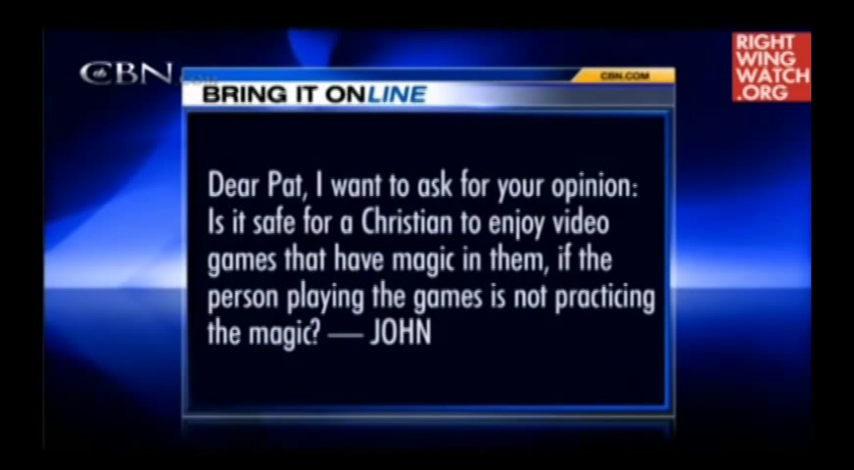 CBN.com
CBN.COM
RIGHT
WING
WATCH
.ORG
BRING IT ONLINE
Dear Pat, I want to ask for your opinion:
Is it safe for a Christian to enjoy video
games that have magic in them, if the
person playing the games is not practicing
the magic? — JOHN